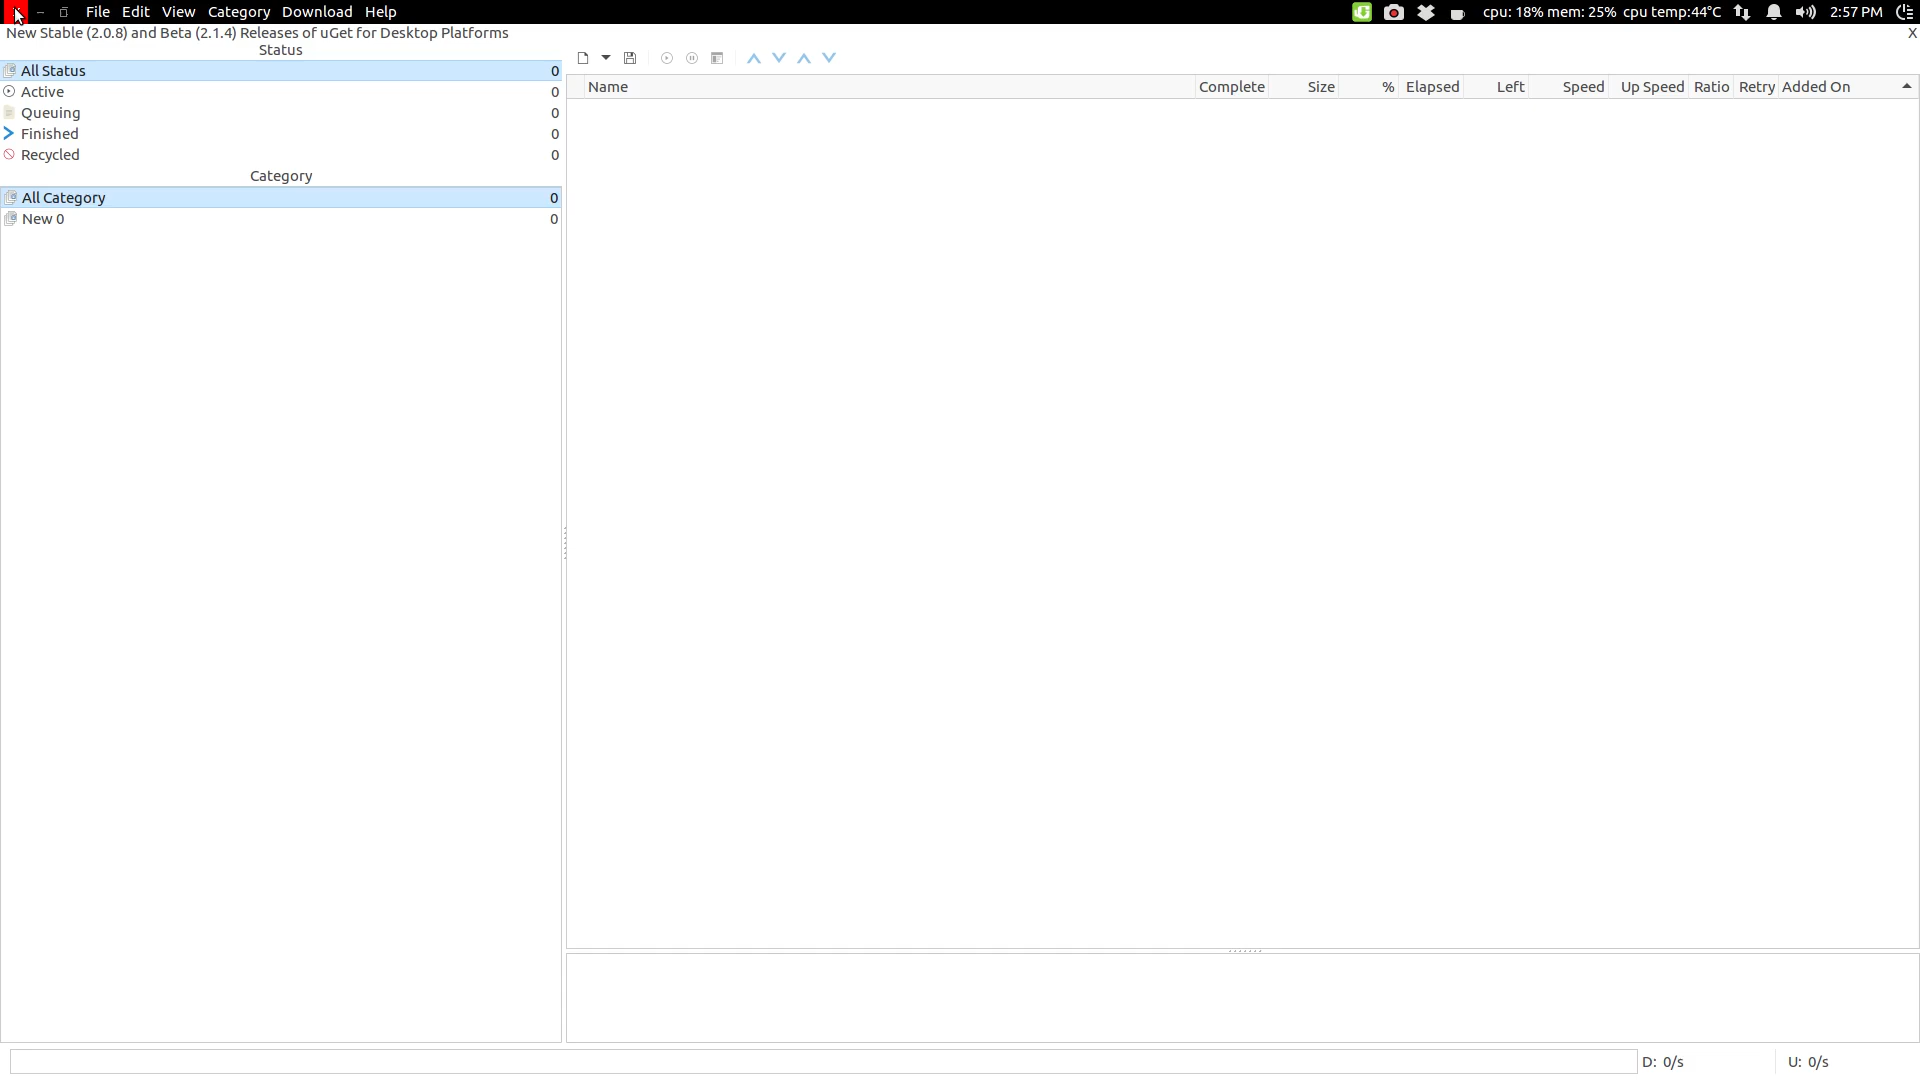 File Edit View Category Download Help cpu: 18% mem: 25% cpu temp:44°C 2:57 PM
New Stable (2.0.8) and Beta (2.1.4) Releases of uGet for Desktop Platforms X
Status
All Status 0
Active 0
Queuing 0
Finished 0
Recycled 0
Category
All Category 0
New 0 0
Name Complete Size % Elapsed Left Speed Up Speed Ratio Retry Added On
D: 0/s U: 0/s